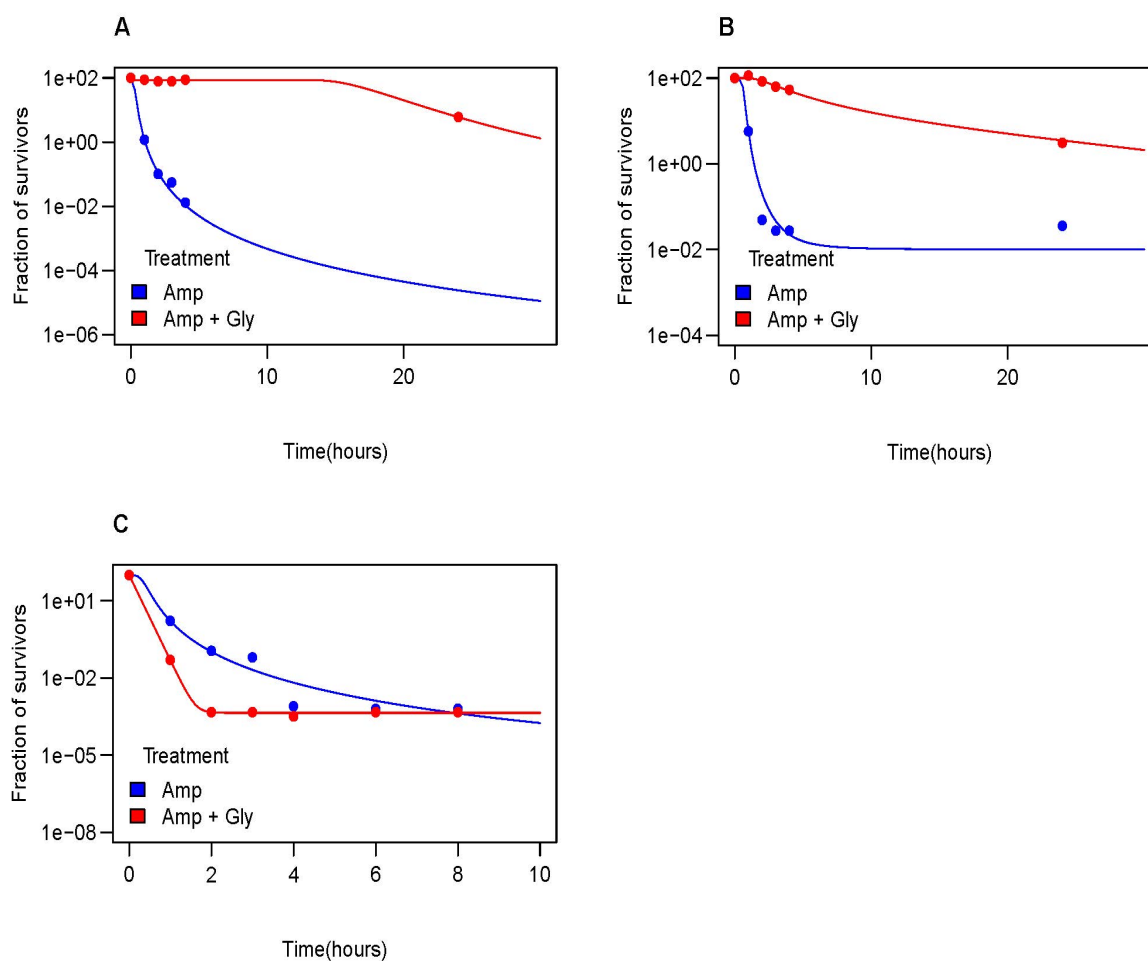 A
Fraction of survivors
1e+02
1e+00
1e−02
1e−04
1e−06
Treatment
Amp
Amp + Gly
0 10 20
Time(hours)
B
Fraction of survivors
1e+02
1e+00
1e−02
1e−04
Treatment
Amp
Amp + Gly
0 10 20
Time(hours)
C
Fraction of survivors
1e+01
1e−02
1e−05
1e−08
Treatment
Amp
Amp + Gly
0 2 4 6 8 10
Time(hours)